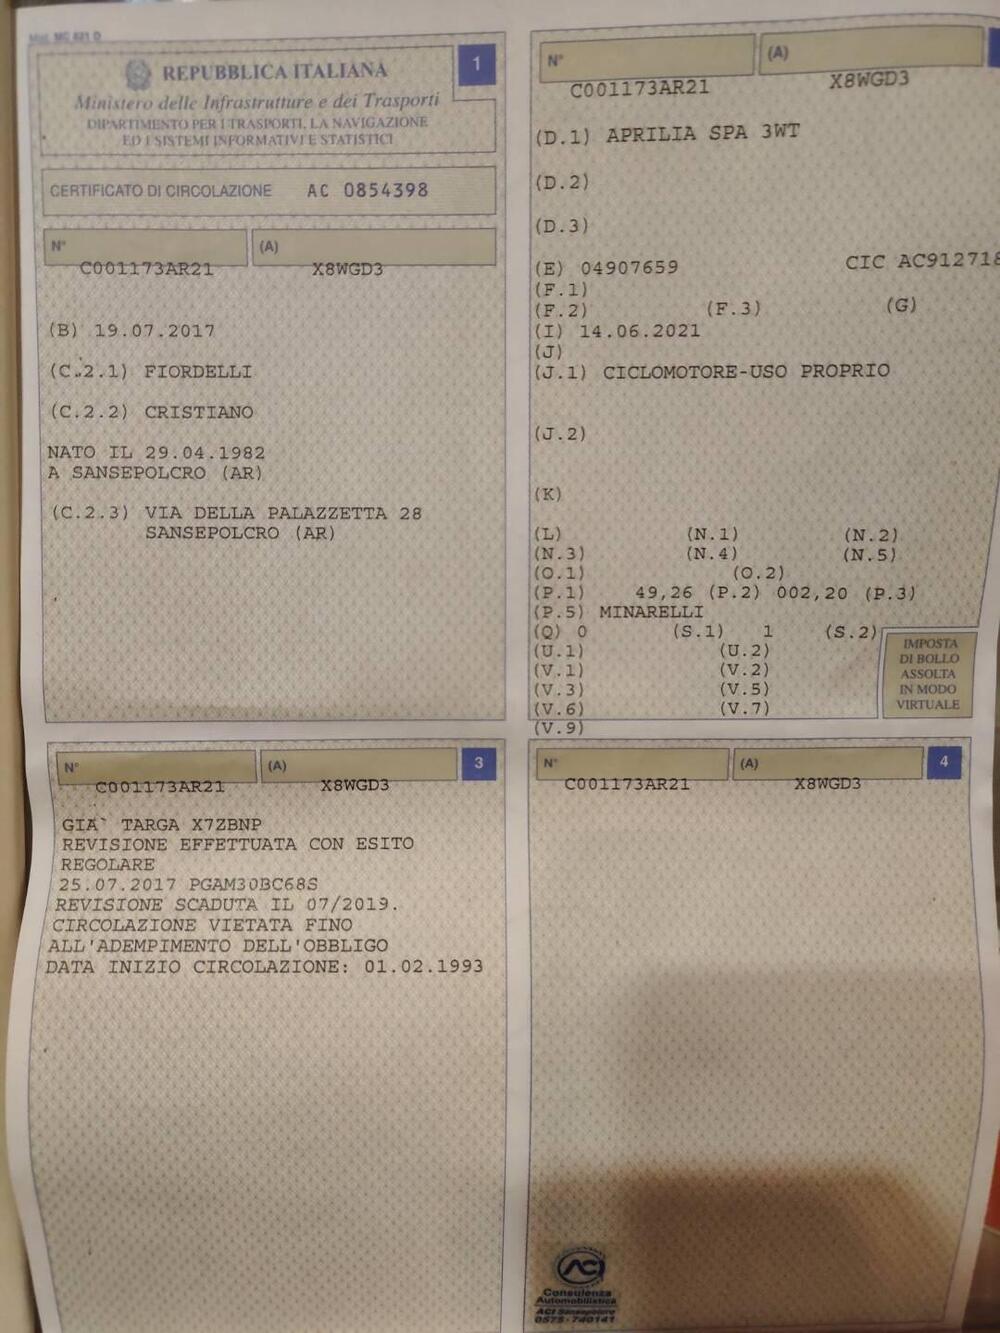 Mod. MC 821 D
REPUBBLICA ITALIANA
1
Ministero delle Infrastrutture e dei Trasporti
DIPARTIMENTO PER I TRASPORTI, LA NAVIGAZIONE
ED I SISTEMI INFORMATIVI E STATISTICI
CERTIFICATO DI CIRCOLAZIONE AC 0854398
N° (A)
C001173AR21 X8WGD3
(B) 19.07.2017
(C.2.1) FIORDELLI
(C.2.2) CRISTIANO
NATO IL 29.04.1982
A SANSEPOLCRO (AR)
(C.2.3) VIA DELLA PALAZZETTA 28
SANSEPOLCRO (AR)
N° (A)
C001173AR21 X8WGD3
(D.1) APRILIA SPA 3WT
(D.2)
(D.3)
(E) 04907659 CIC AC912718
(F.1)
(F.2) (F.3) (G)
(I) 14.06.2021
(J)
(J.1) CICLOMOTORE-USO PROPRIO
(J.2)
(K)
(L) (N.1) (N.2)
(N.3) (N.4) (N.5)
(O.1) (O.2)
(P.1) 49,26 (P.2) 002,20 (P.3)
(P.5) MINARELLI
(Q) 0 (S.1) 1 (S.2)
(U.1) (U.2)
(V.1) (V.2)
(V.3) (V.5)
(V.6) (V.7)
(V.9)
IMPOSTA
DI BOLLO
ASSOLTA
IN MODO
VIRTUALE
N° (A) 3
C001173AR21 X8WGD3
GIA` TARGA X7ZBNP
REVISIONE EFFETTUATA CON ESITO
REGOLARE
25.07.2017 PGAM30BC68S
REVISIONE SCADUTA IL 07/2019.
CIRCOLAZIONE VIETATA FINO
ALL'ADEMPIMENTO DELL'OBBLIGO
DATA INIZIO CIRCOLAZIONE: 01.02.1993
N° (A) 4
C001173AR21 X8WGD3
ACI
Consulenza
Automobilistica
ACI Sansepolcro
0575 - 740141